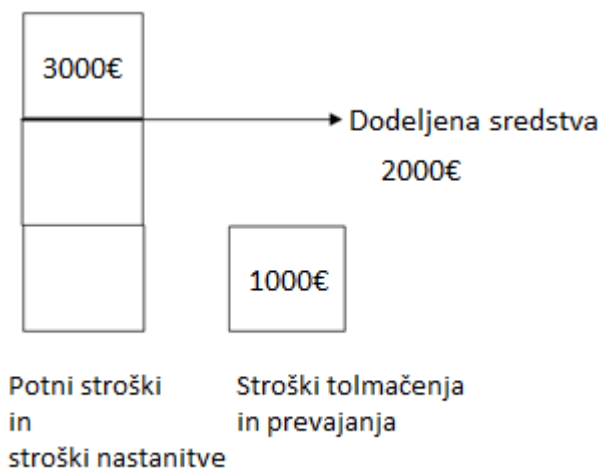 3000€
Dodeljena sredstva
2000€
1000€
Potni stroški
in
stroški nastanitve
Stroški tolmačenja
in prevajanja